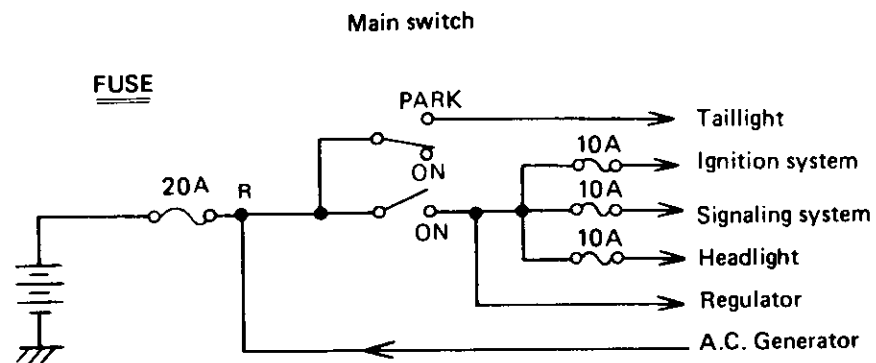 Main switch
FUSE
PARK
Taillight
10A
Ignition system
ON
20A
R
10A
Signaling system
ON
10A
Headlight
Regulator
A.C. Generator